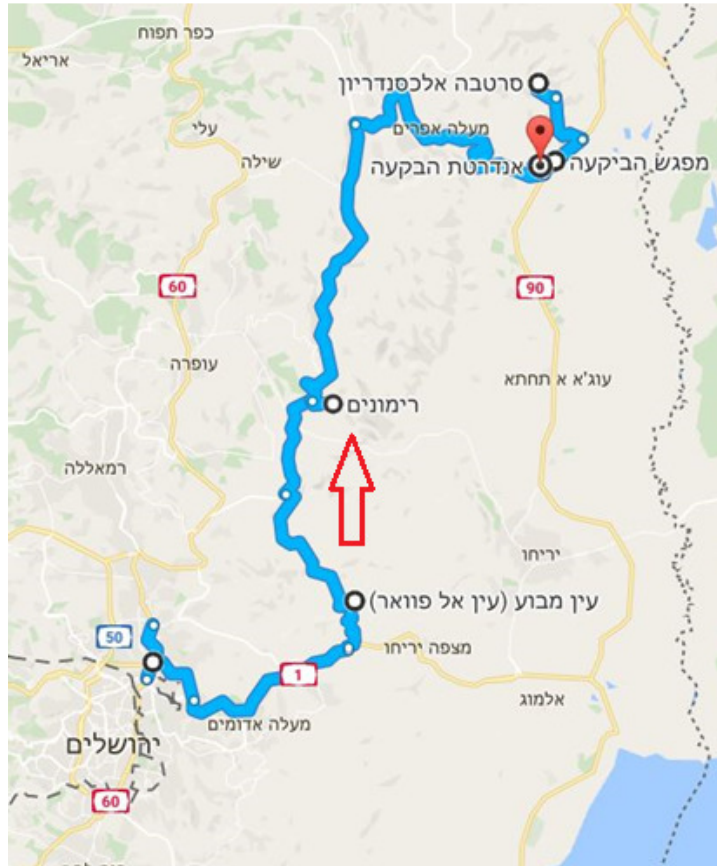 כפר תפוח
אריאל
סרטבה אלכסנדריון
עלי
מעלה אפרים
שילה
מפגש הביקעה
אנדרטת הבקעה
60
90
עופרה
עוג'א א תחתא
רימונים
רמאללה
יריחו
עין מבוע (עין אל פוואר)
50
מצפה יריחו
1
אלמוג
מעלה אדומים
ירושלים
60